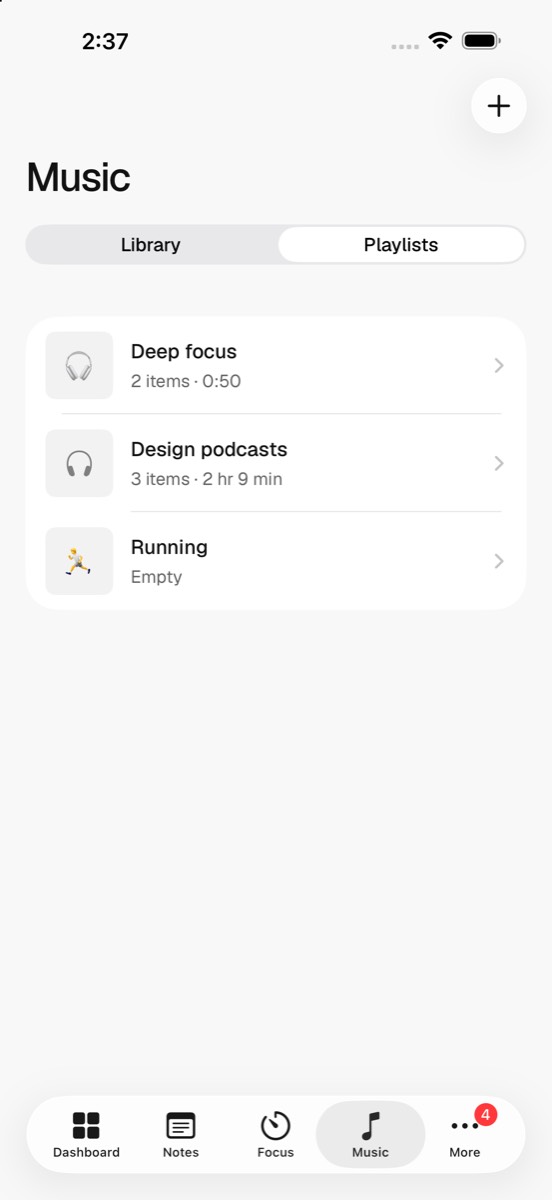 2:37
Music
Library
Playlists
Deep focus
2 items · 0:50
Design podcasts
3 items · 2 hr 9 min
Running
Empty
Dashboard
Notes
Focus
Music
4
More